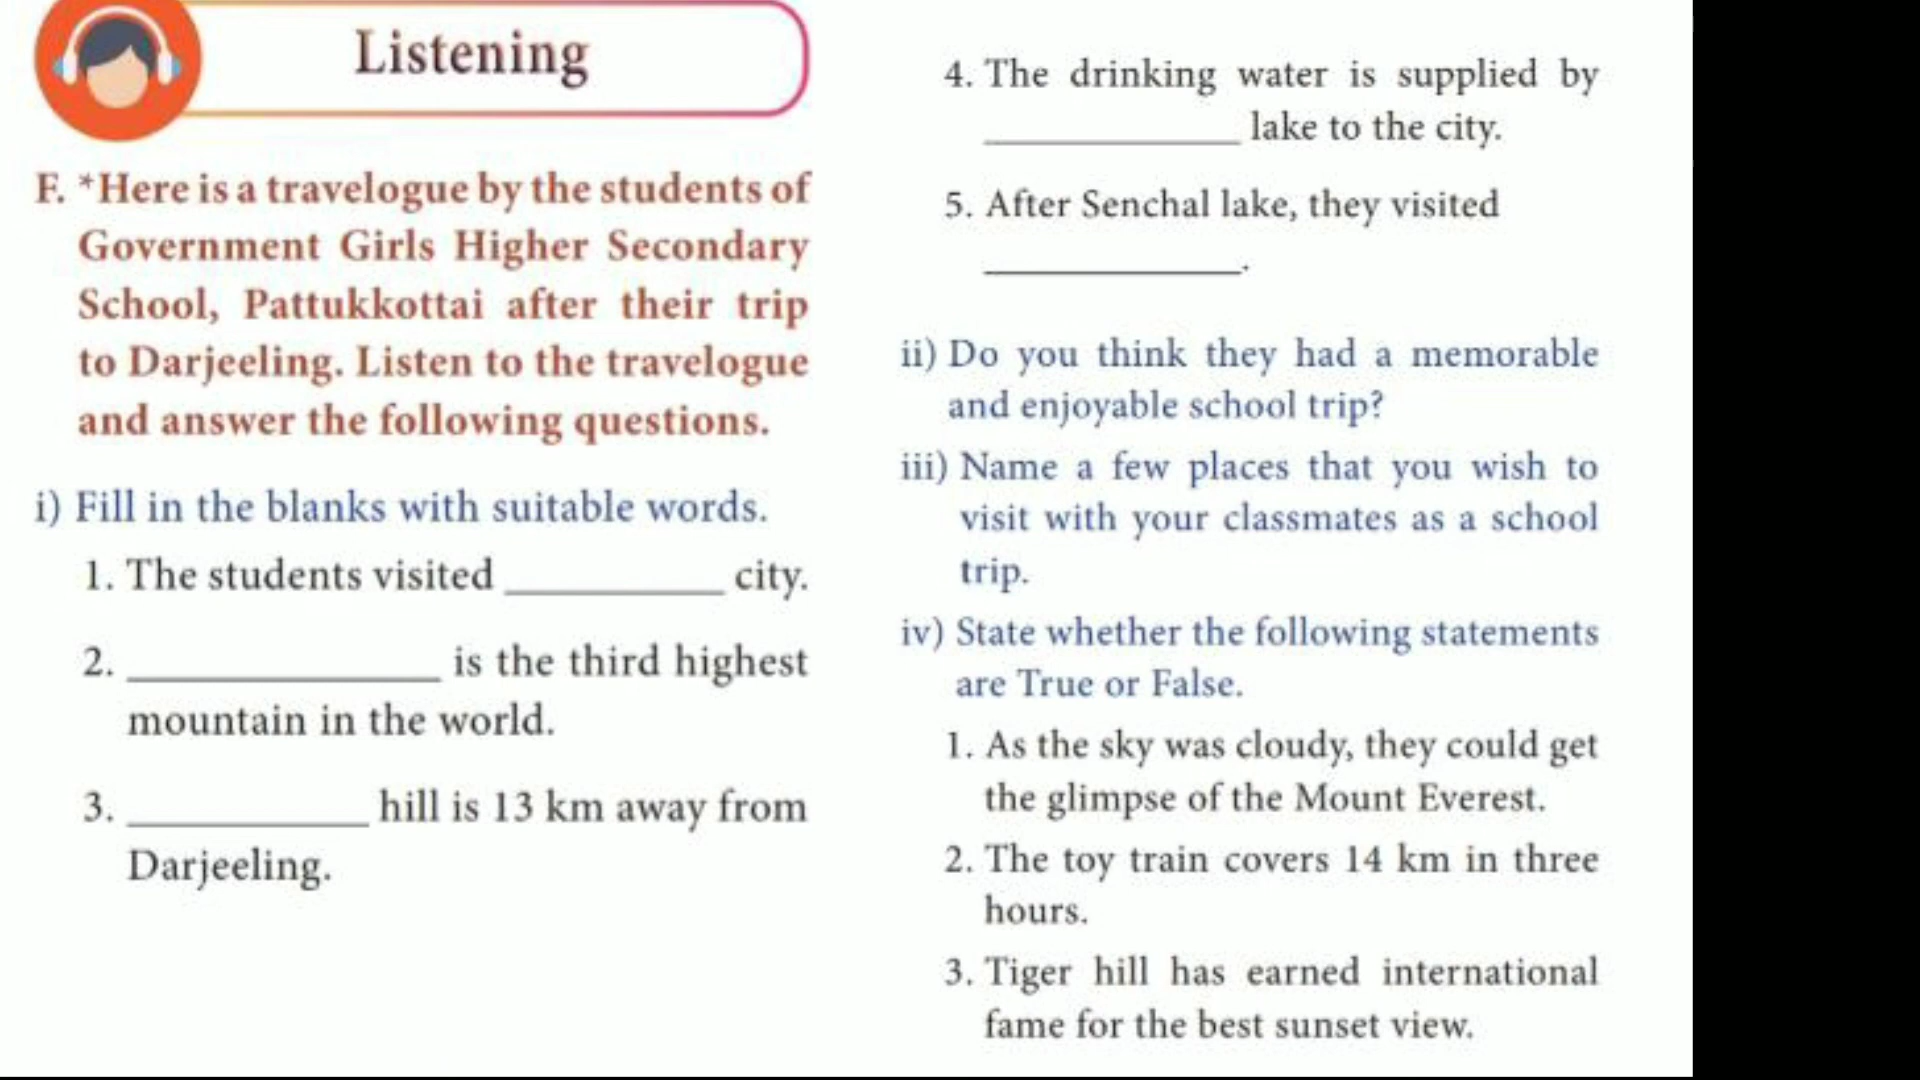 Listening
F. *Here is a travelogue by the students of
Government Girls Higher Secondary
School, Pattukkottai after their trip
to Darjeeling. Listen to the travelogue
and answer the following questions.
i) Fill in the blanks with suitable words.
1. The students visited __________ city.
2. ______________ is the third highest
mountain in the world.
3. ___________ hill is 13 km away from
Darjeeling.
4. The drinking water is supplied by
____________ lake to the city.
5. After Senchal lake, they visited
____________.
ii) Do you think they had a memorable
and enjoyable school trip?
iii) Name a few places that you wish to
visit with your classmates as a school
trip.
iv) State whether the following statements
are True or False.
1. As the sky was cloudy, they could get
the glimpse of the Mount Everest.
2. The toy train covers 14 km in three
hours.
3. Tiger hill has earned international
fame for the best sunset view.